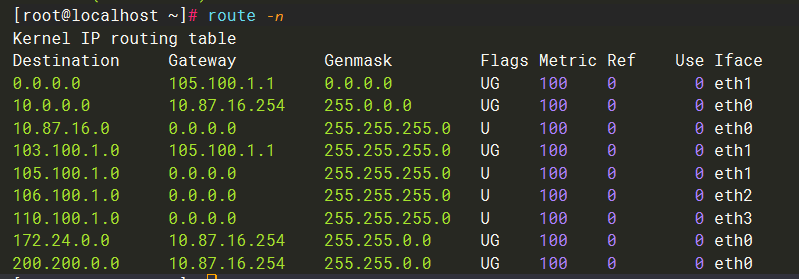 [root@localhost ~]# route -n
Kernel IP routing table
Destination Gateway Genmask Flags Metric Ref Use Iface
0.0.0.0 105.100.1.1 0.0.0.0 UG 100 0 0 eth1
10.0.0.0 10.87.16.254 255.0.0.0 UG 100 0 0 eth0
10.87.16.0 0.0.0.0 255.255.255.0 U 100 0 0 eth0
103.100.1.0 105.100.1.1 255.255.255.0 UG 100 0 0 eth1
105.100.1.0 0.0.0.0 255.255.255.0 U 100 0 0 eth1
106.100.1.0 0.0.0.0 255.255.255.0 U 100 0 0 eth2
110.100.1.0 0.0.0.0 255.255.255.0 U 100 0 0 eth3
172.24.0.0 10.87.16.254 255.255.0.0 UG 100 0 0 eth0
200.200.0.0 10.87.16.254 255.255.0.0 UG 100 0 0 eth0